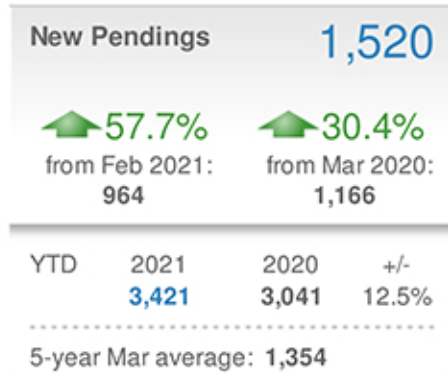 New Pendings 1,520
57.7% 30.4%
from Feb 2021: from Mar 2020:
964 1,166
YTD 2021 2020 +/-
3,421 3,041 12.5%
5-year Mar average: 1,354